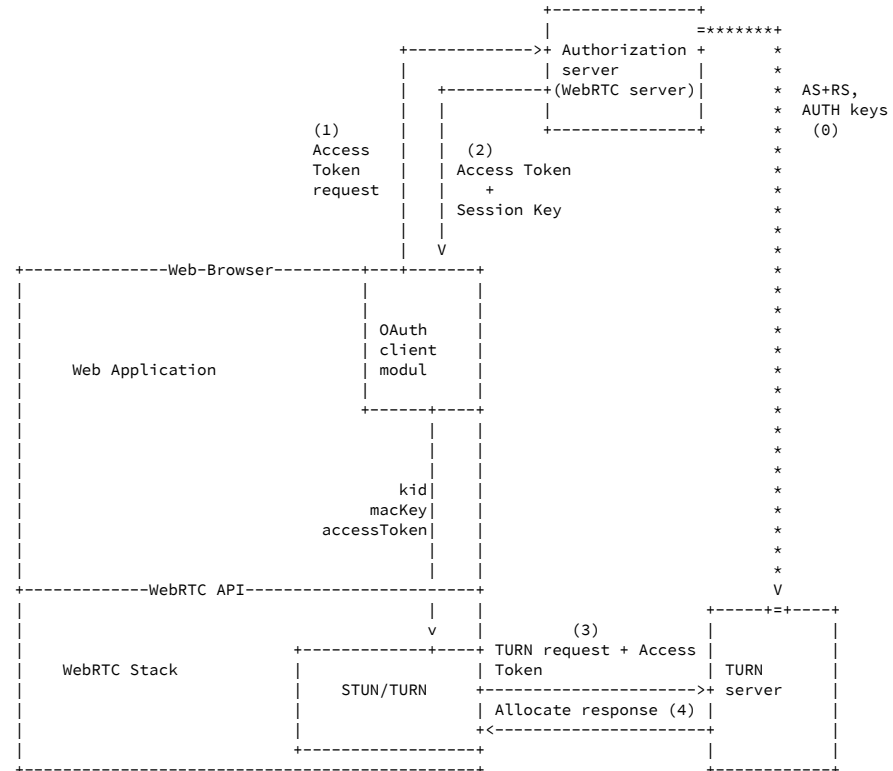 Authorization
server
(WebRTC server)
AS+RS,
AUTH keys
(0)
(1)
Access
Token
request
(2)
Access Token
+
Session Key
Web-Browser
OAuth
client
modul
Web Application
kid
macKey
accessToken
WebRTC API
(3)
TURN request + Access
Token
WebRTC Stack
STUN/TURN
TURN
server
Allocate response (4)